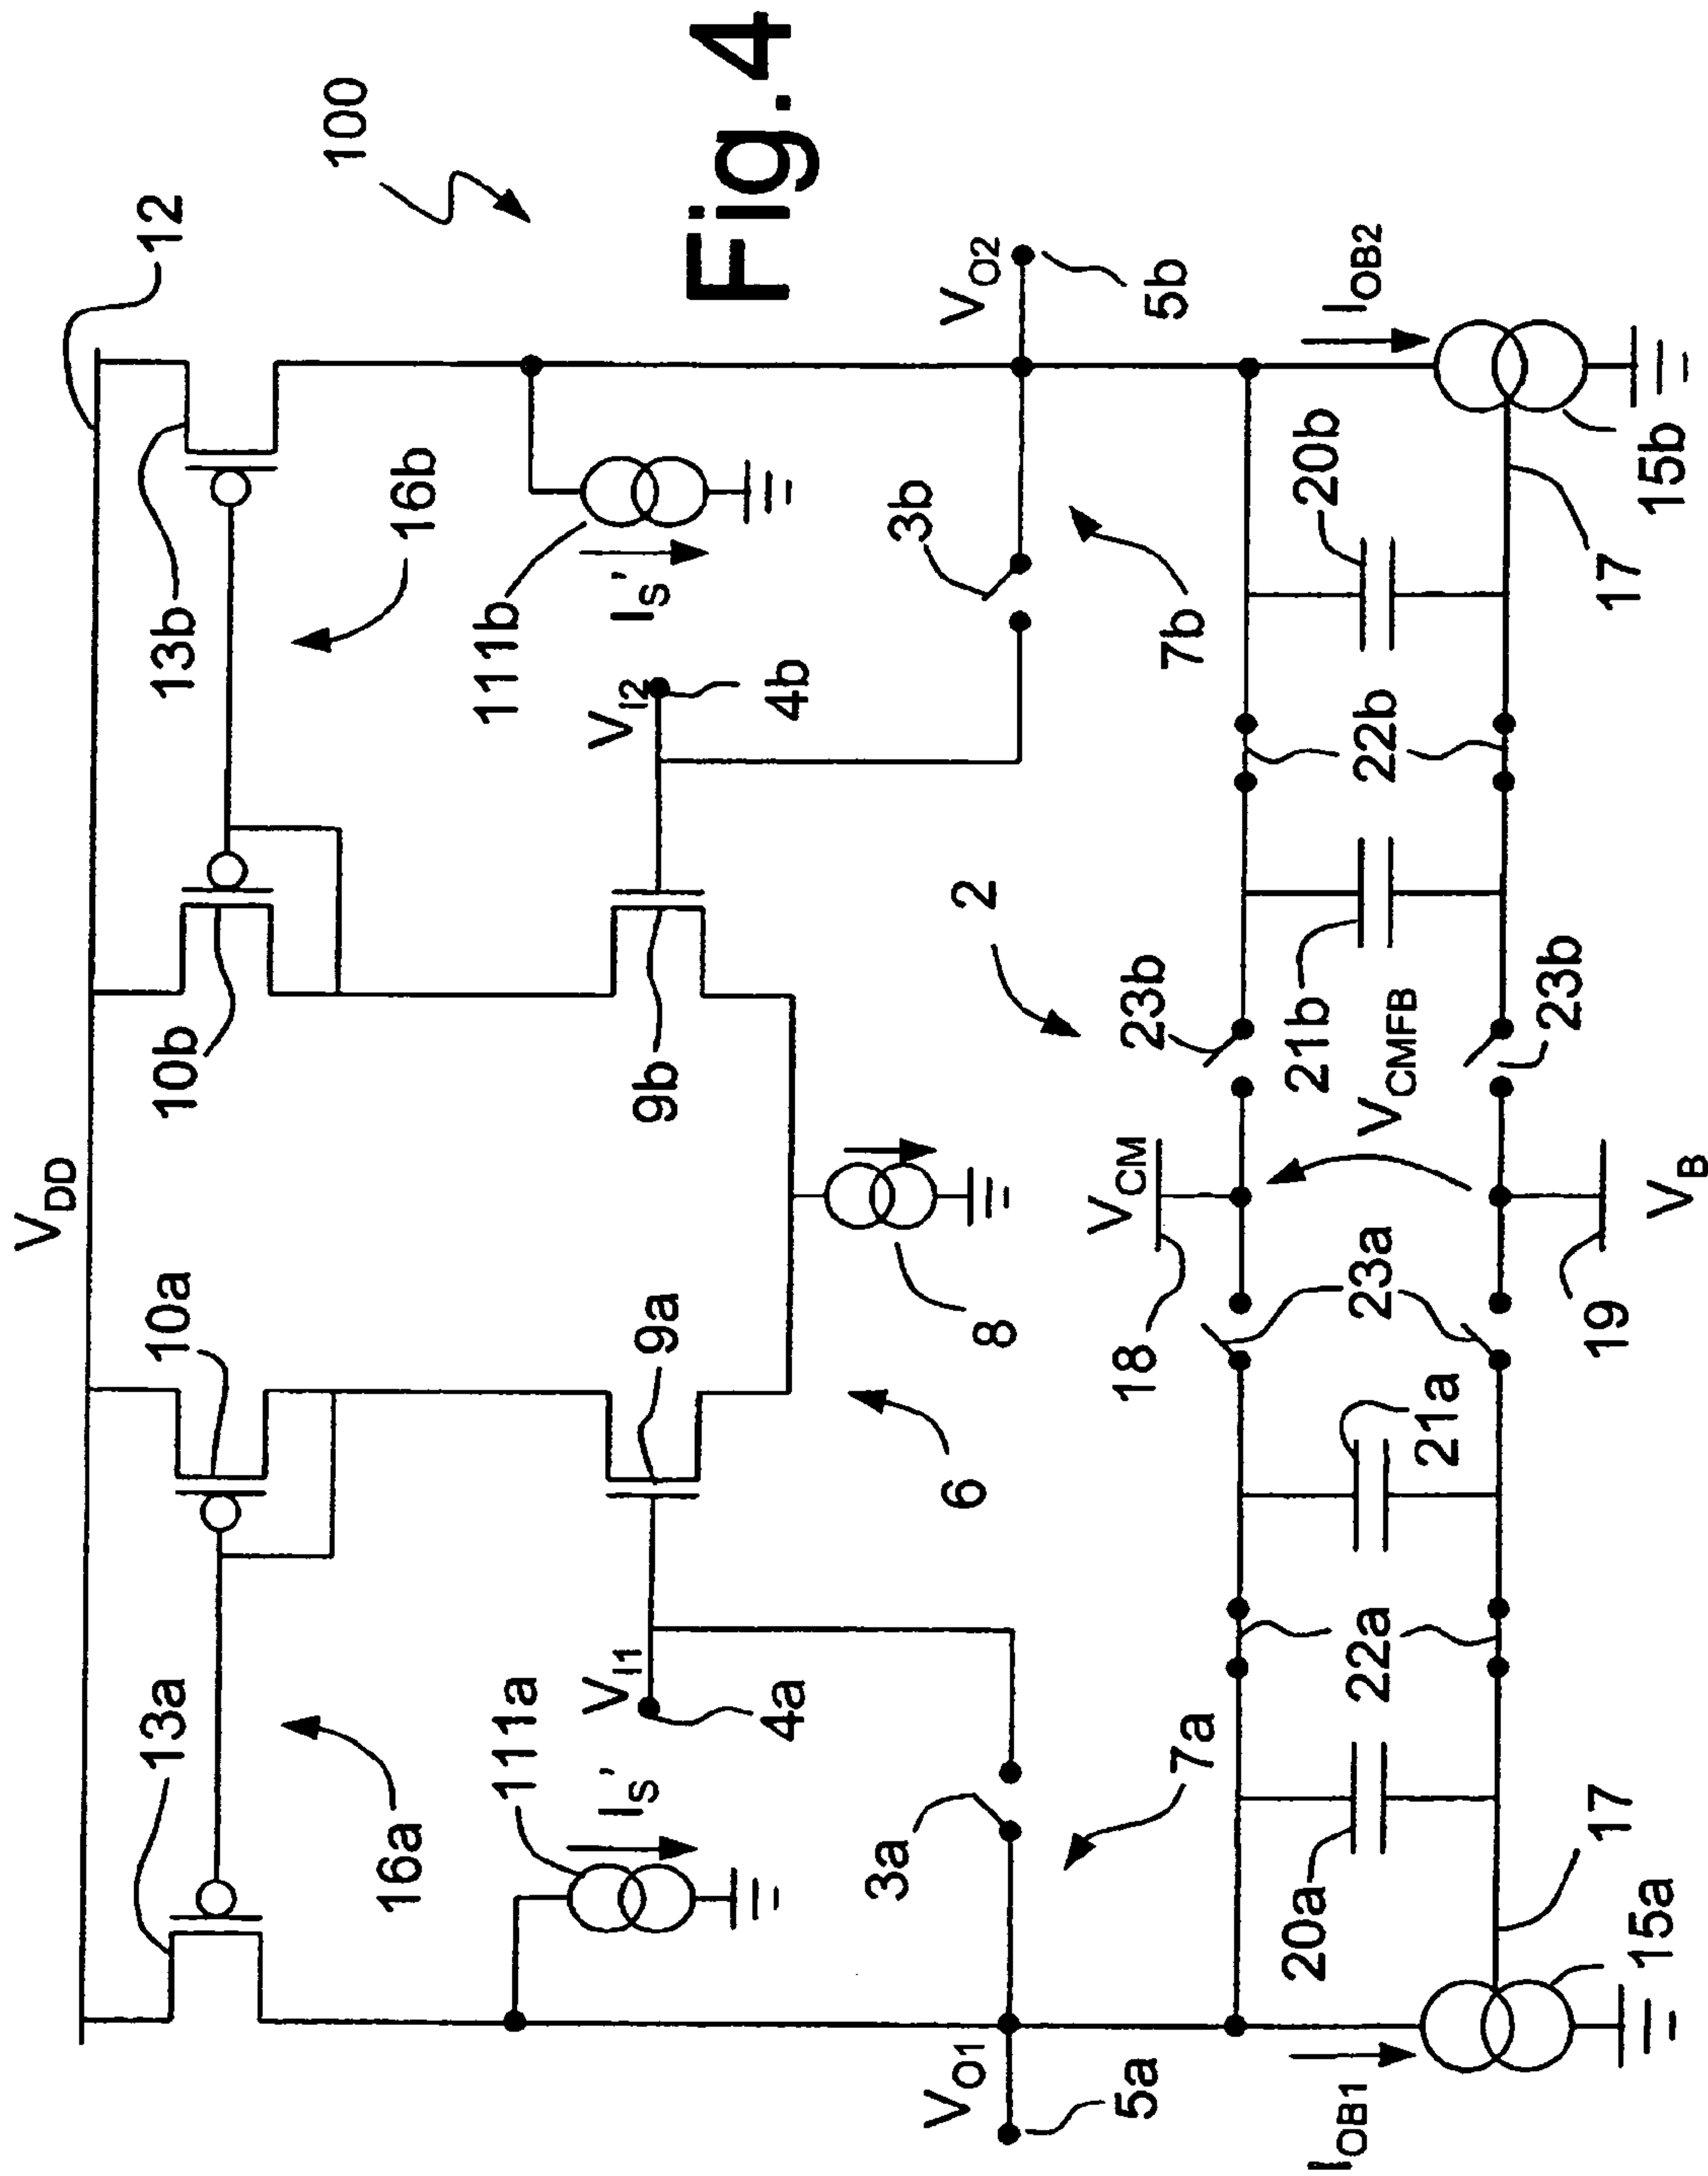 Fig.4
100
V_DD
12
13a
10a
10b
13b
16a
16b
111a
I_S'
V_I1
4a
9a
9b
V_I2
4b
111b
I_S'
6
8
2
3a
3b
V_O1
5a
7a
7b
V_O2
5b
18
V_CM
23b
I_OB1
20a
22a
21a
23a
V_CMFB
21b
22b
20b
I_OB2
15a
17
19
V_B
23b
17
15b